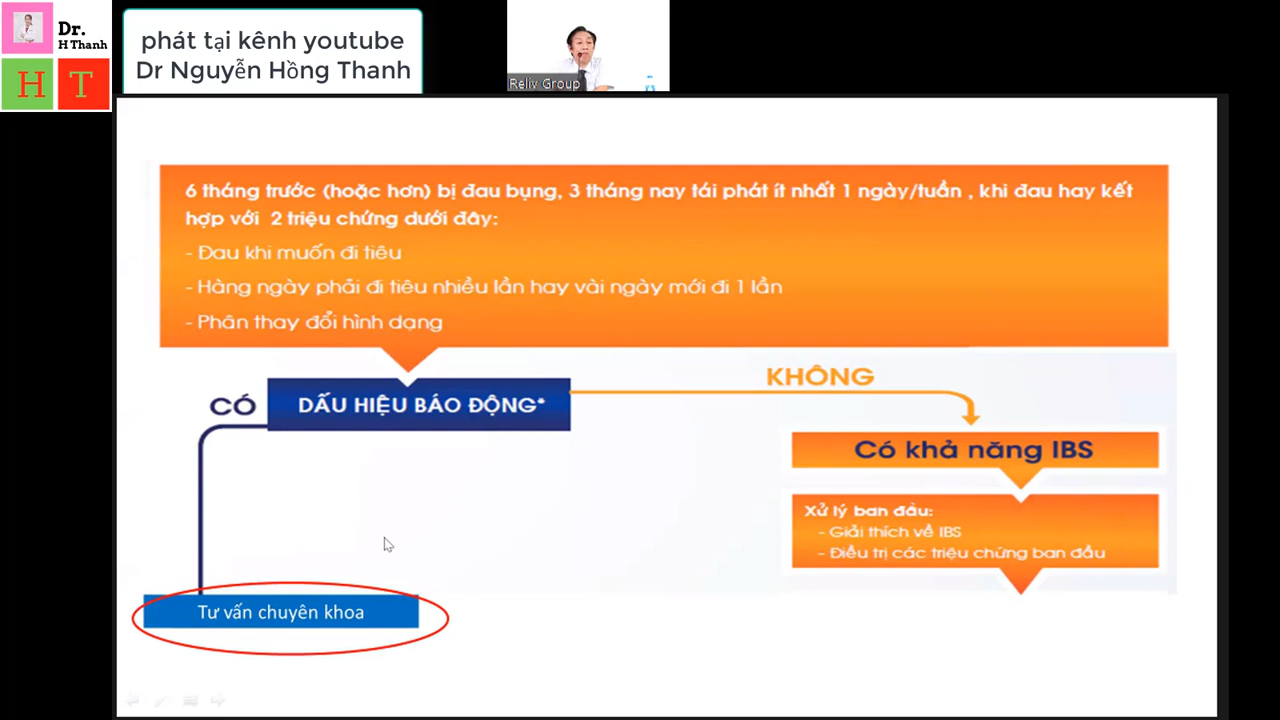 Dr.
H Thanh
H T
phát tại kênh youtube
Dr Nguyễn Hồng Thanh
Reliv Group
6 tháng trước (hoặc hơn) bị đau bụng, 3 tháng nay tái phát ít nhất 1 ngày/tuần , khi đau hay kết
hợp với 2 triệu chứng dưới đây:
- Đau khi muốn đi tiêu
- Hàng ngày phải đi tiêu nhiều lần hay vài ngày mới đi 1 lần
- Phân thay đổi hình dạng
KHÔNG
CÓ
DẤU HIỆU BÁO ĐỘNG*
Có khả năng IBS
Xử lý ban đầu:
- Giải thích về IBS
- Điều trị các triệu chứng ban đầu
Tư vấn chuyên khoa